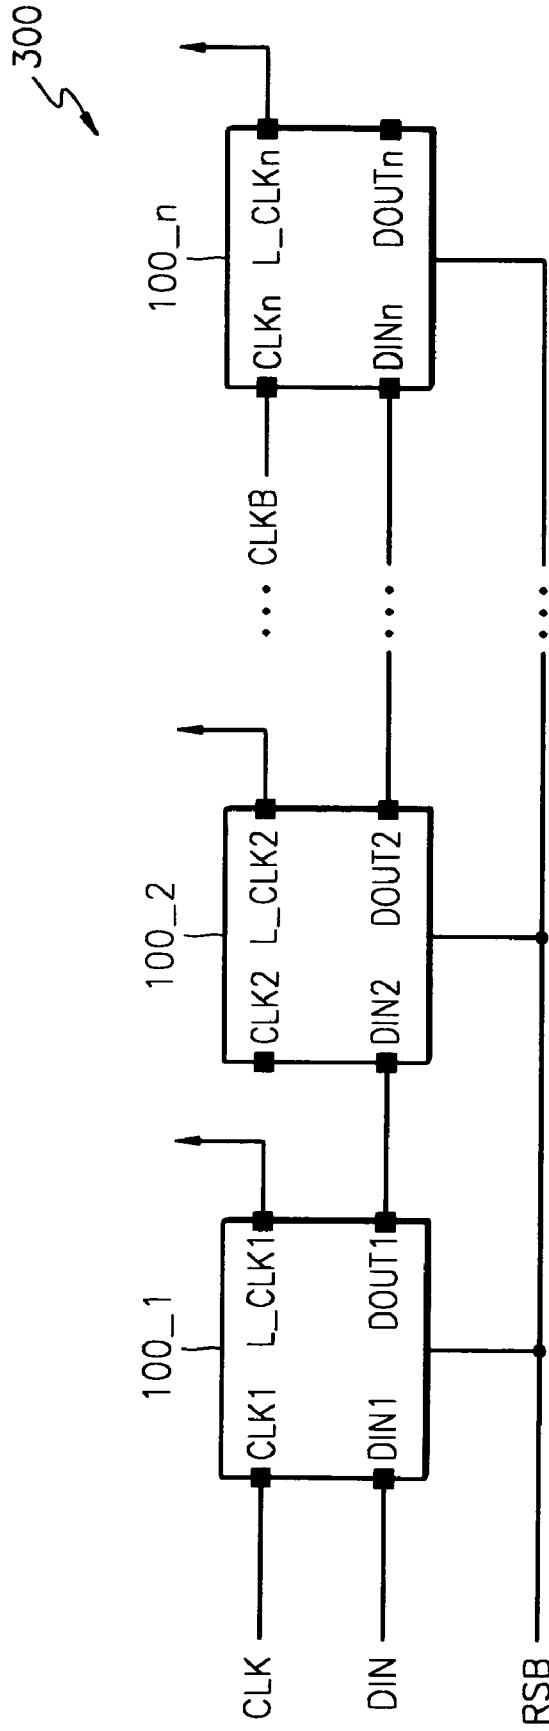 300
100_1
100_2
100_n
CLK
CLK1
L_CLK1
CLK2
L_CLK2
... CLKB
CLKn
L_CLKn
DIN
DIN1
DOUT1
DIN2
DOUT2
...
DINn
DOUTn
RSB
...